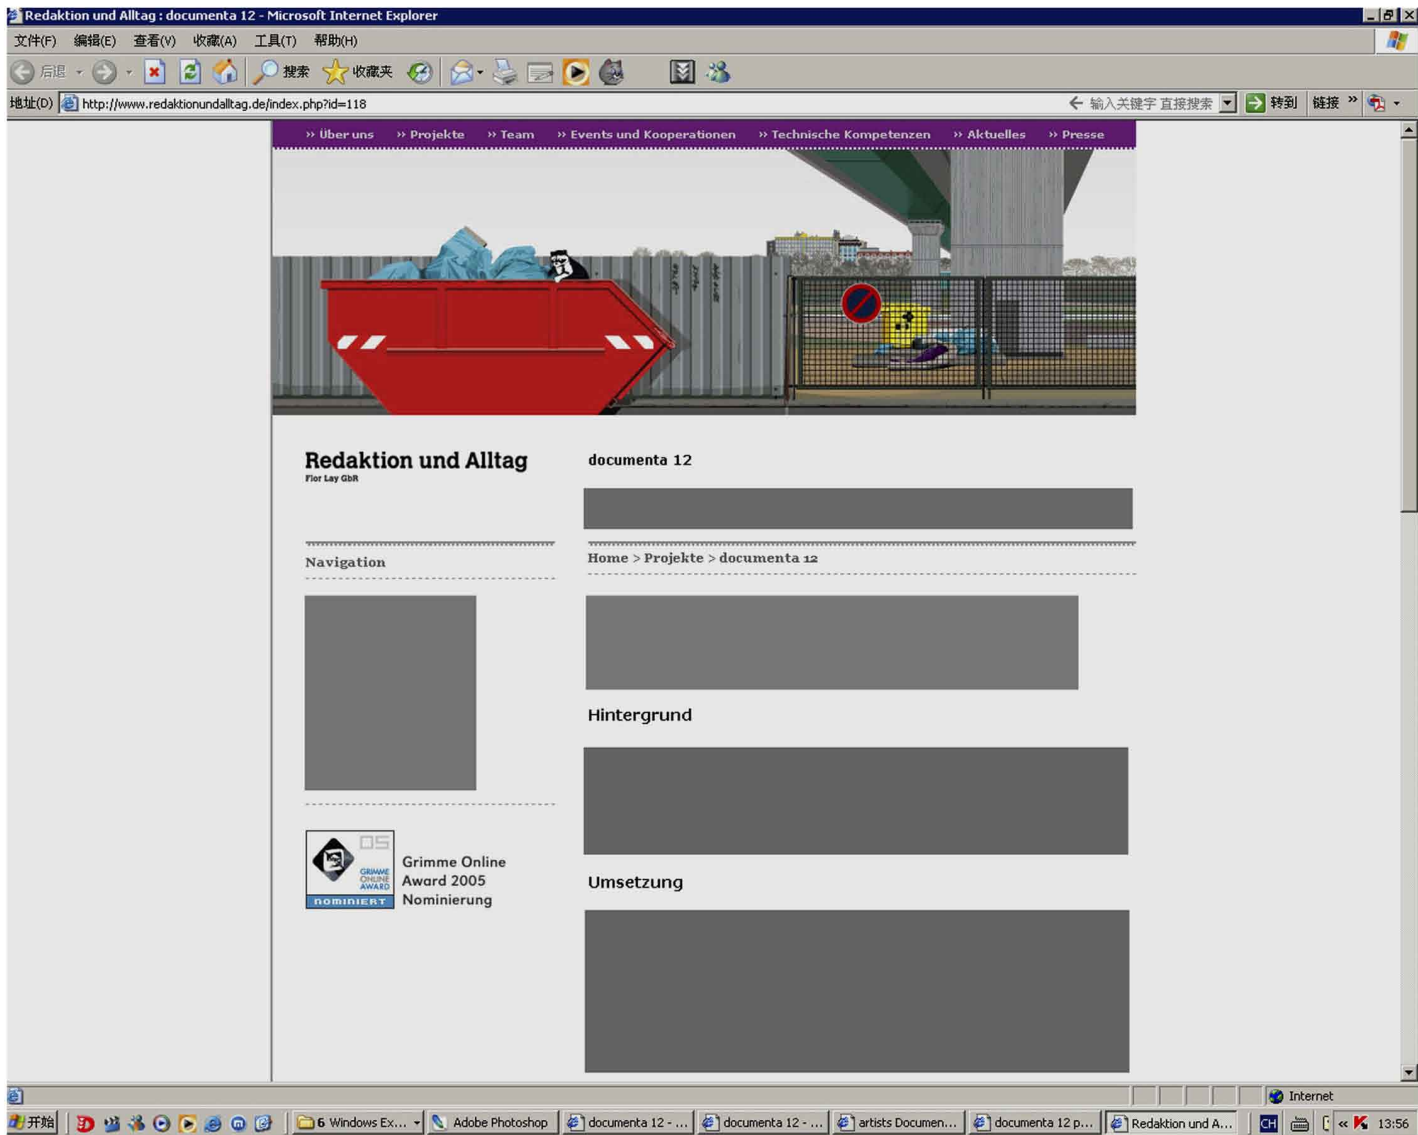 Redaktion und Alltag : documenta 12 - Microsoft Internet Explorer
文件(F) 编辑(E) 查看(V) 收藏(A) 工具(T) 帮助(H)
后退 搜索 收藏夹
地址(D) http://www.redaktionundalltag.de/index.php?id=118 输入关键字 直接搜索 转到 链接 »
›› Über uns ›› Projekte ›› Team ›› Events und Kooperationen ›› Technische Kompetenzen ›› Aktuelles ›› Presse
Redaktion und Alltag
Fior Lay GbR
documenta 12
Navigation
Home > Projekte > documenta 12
Hintergrund
Umsetzung
05
GRIMME
ONLINE
AWARD
NOMINIERT
Grimme Online
Award 2005
Nominierung
Internet
开始 6 Windows Ex... Adobe Photoshop documenta 12 - ... documenta 12 - ... artists Documen... documenta 12 p... Redaktion und A... CH « 13:56